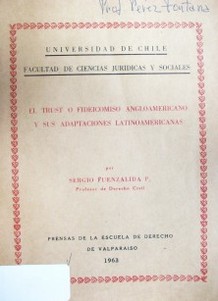 Prof. Perez Fontana
UNIVERSIDAD DE CHILE
FACULTAD DE CIENCIAS JURIDICAS Y SOCIALES
EL TRUST O FIDEICOMISO ANGLOAMERICANO
Y SUS ADAPTACIONES LATINOAMERICANAS
por
SERGIO FUENZALIDA P.
Profesor de Derecho Civil
PRENSAS DE LA ESCUELA DE DERECHO
DE VALPARAISO
1963